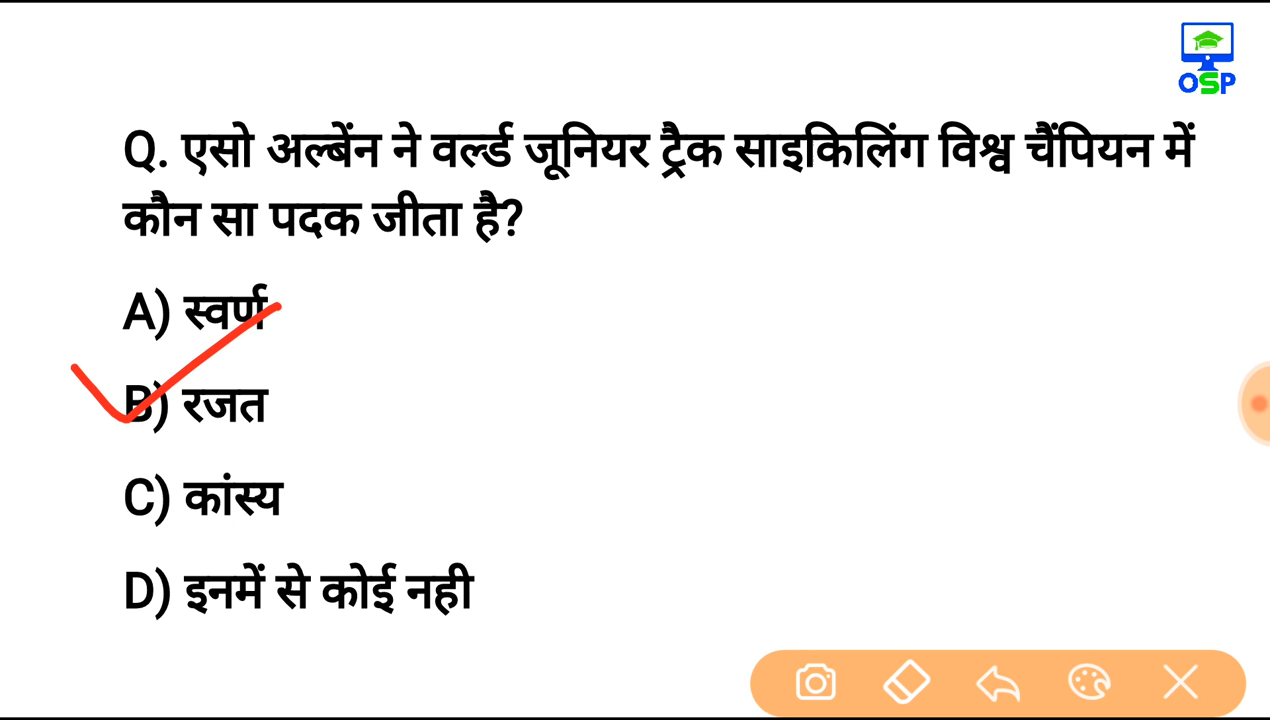 OSP
Q. एसो अल्बेंन ने वर्ल्ड जूनियर ट्रैक साइकिलिंग विश्व चैंपियन में
कौन सा पदक जीता है?
A) स्वर्ण
B) रजत
C) कांस्य
D) इनमें से कोई नही